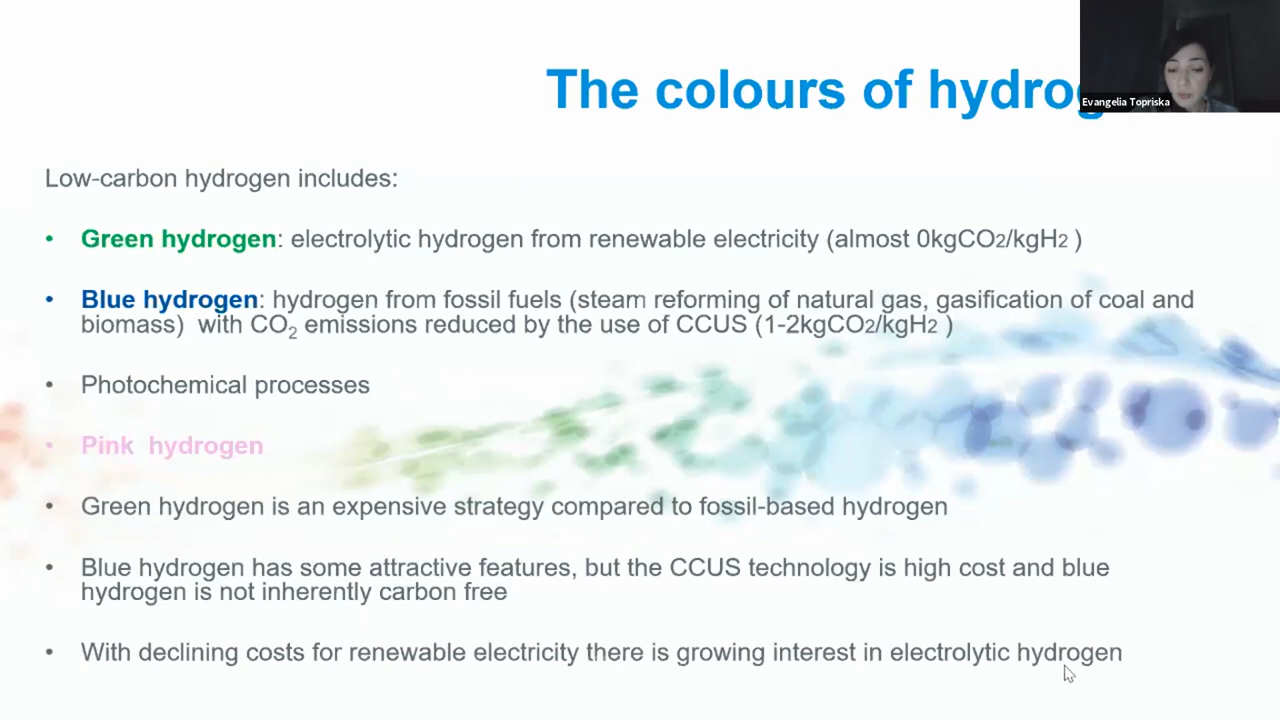 The colours of hydrog
Evangelia Topriska
Low-carbon hydrogen includes:
• Green hydrogen: electrolytic hydrogen from renewable electricity (almost 0kgCO2/kgH2 )
• Blue hydrogen: hydrogen from fossil fuels (steam reforming of natural gas, gasification of coal and
biomass)  with CO2 emissions reduced by the use of CCUS (1-2kgCO2/kgH2 )
• Photochemical processes
• Pink  hydrogen
• Green hydrogen is an expensive strategy compared to fossil-based hydrogen
• Blue hydrogen has some attractive features, but the CCUS technology is high cost and blue
hydrogen is not inherently carbon free
• With declining costs for renewable electricity there is growing interest in electrolytic hydrogen